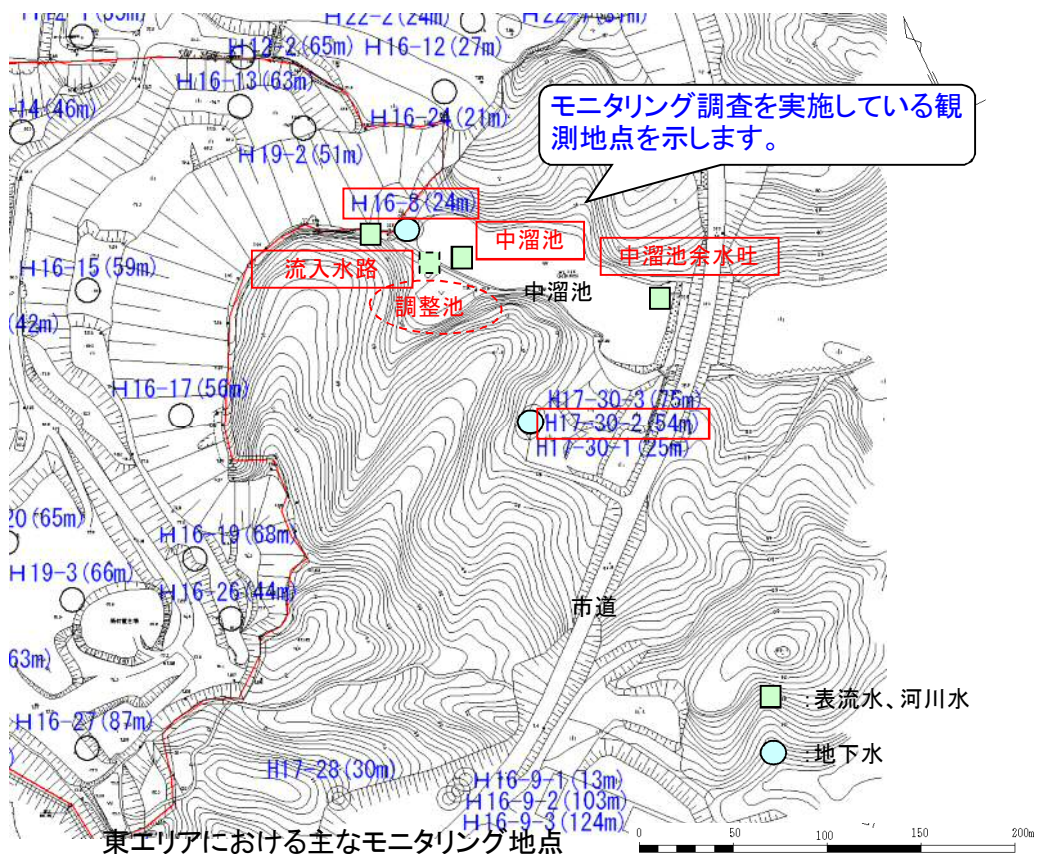 H22-2(24m)
H12-2(65m)
H16-12(27m)
H16-13(63m)
-14(46m)
H16-24(21m)
H19-2(51m)
モニタリング調査を実施している観
測地点を示します。
H16-8(24m)
中溜池
流入水路
中溜池余水吐
H16-15(59m)
調整池
中溜池
42m)
H16-17(56m)
H17-30-3(75m)
H17-30-2(54m)
H17-30-1(25m)
20(65m)
H16-19(68m)
H19-3(66m)
H16-26(44m)
市道
63m)
:表流水、河川水
H16-27(87m)
:地下水
H17-28(30m)
H16-9-1(13m)
H16-9-2(103m)
H16-9-3(124m)
東エリアにおける主なモニタリング地点
0 50 100 150 200m